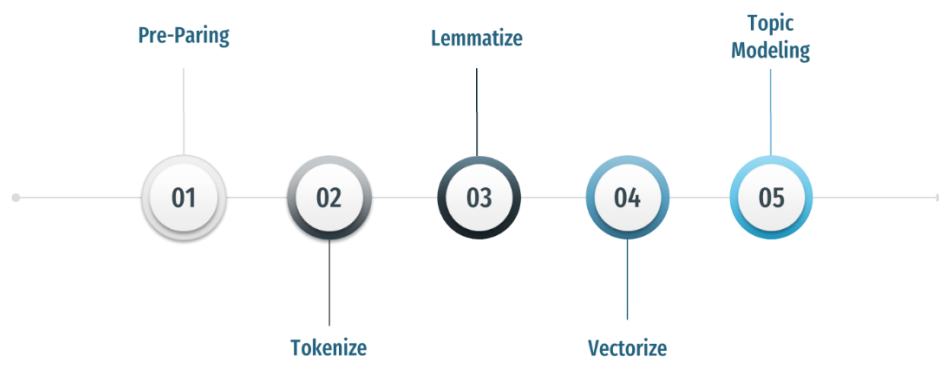 Pre-Paring
Lemmatize
Topic
Modeling
01
02
03
04
05
Tokenize
Vectorize